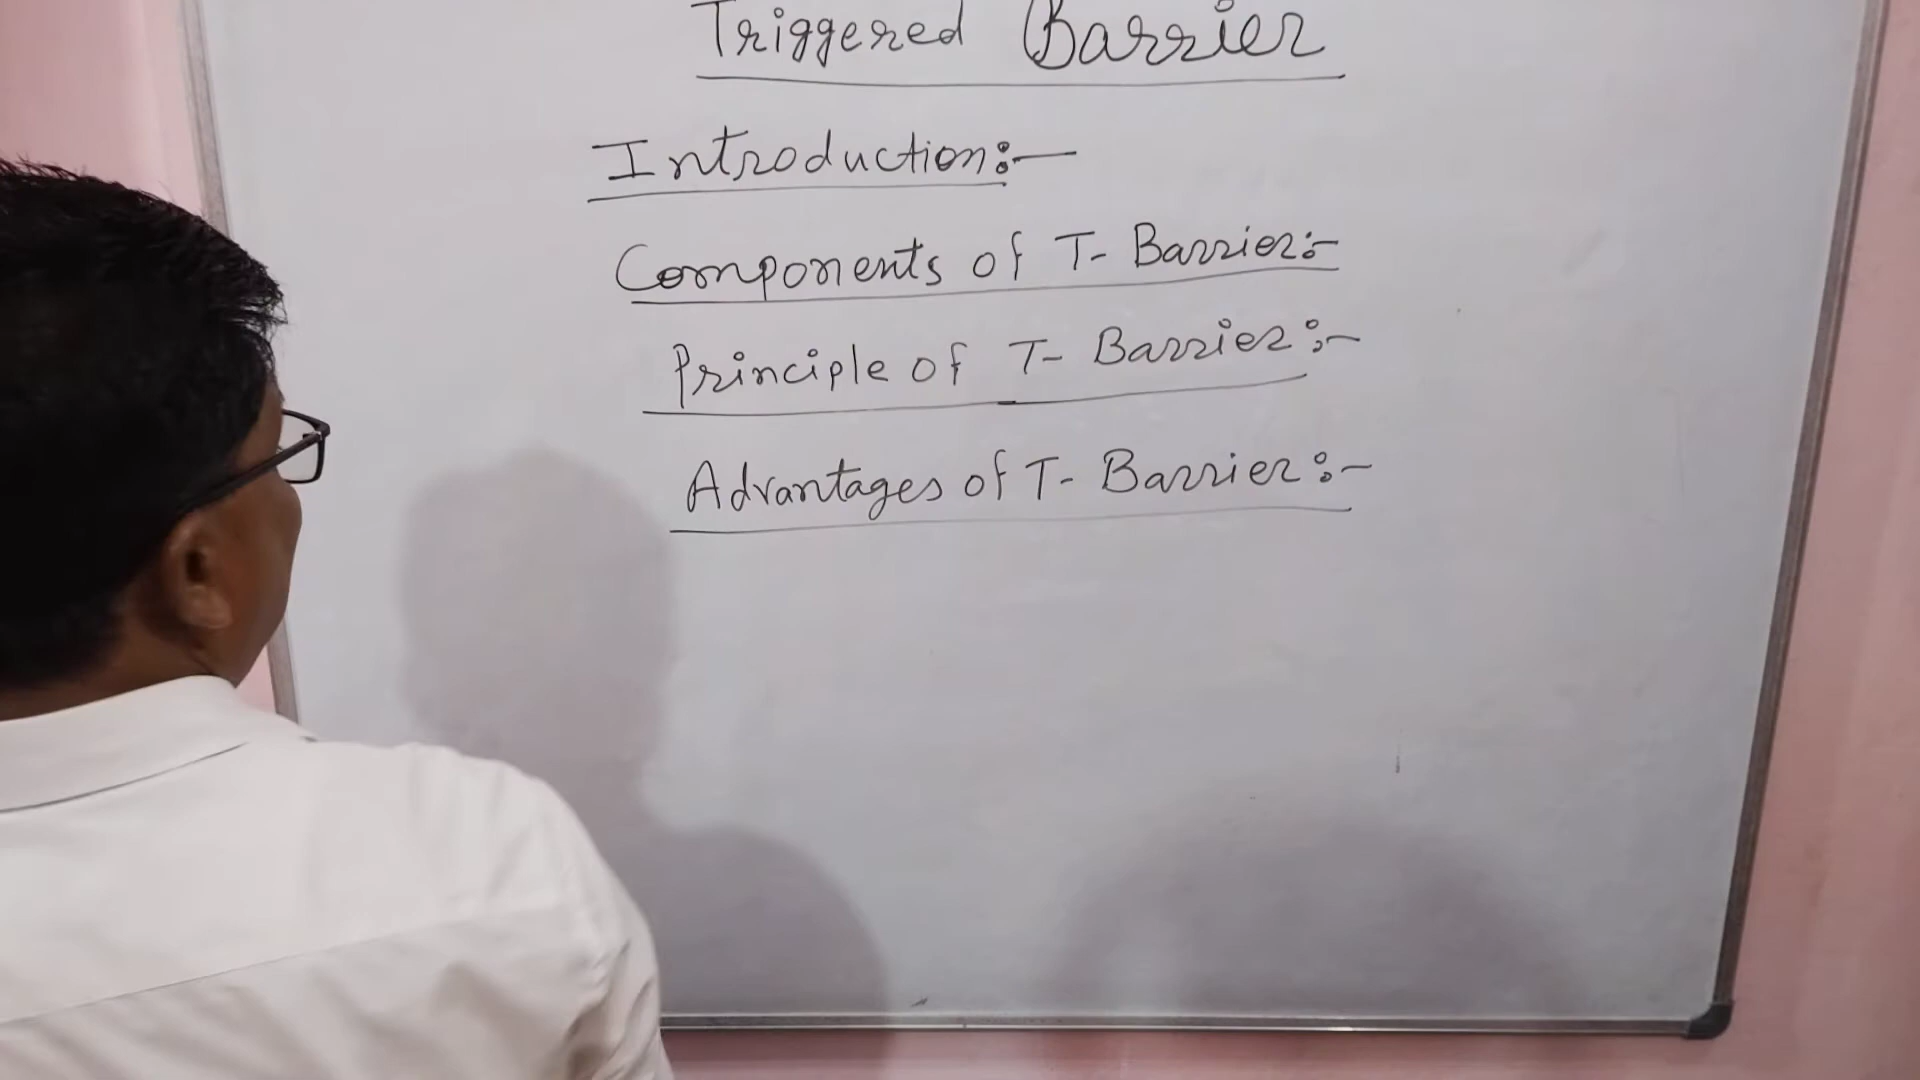 Triggered Barrier
Introduction:-
Components of T- Barrier:-
Principle of T- Barrier:-
Advantages of T- Barrier:-